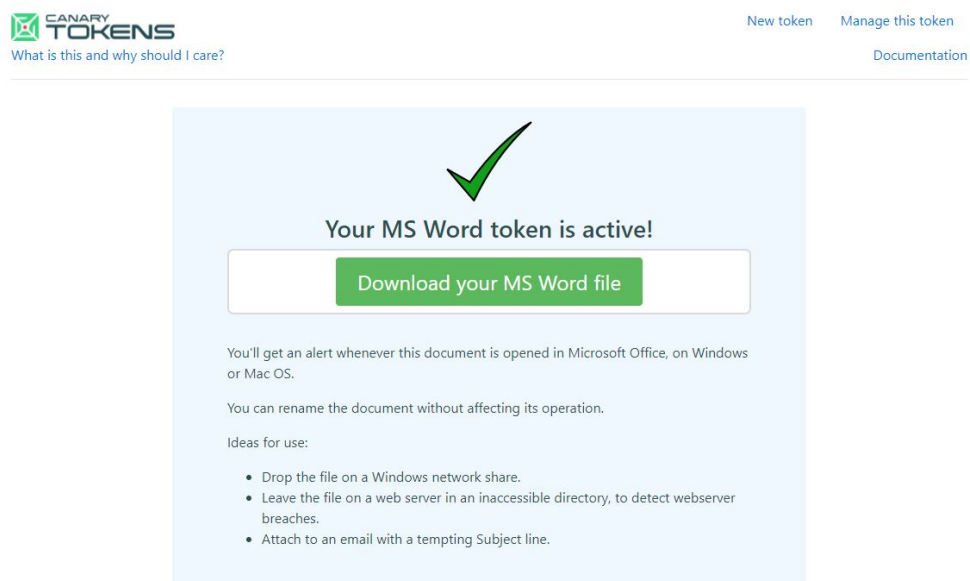 CANARY
TOKENS
New token Manage this token
What is this and why should I care? Documentation
Your MS Word token is active!
Download your MS Word file
You'll get an alert whenever this document is opened in Microsoft Office, on Windows
or Mac OS.
You can rename the document without affecting its operation.
Ideas for use:
• Drop the file on a Windows network share.
• Leave the file on a web server in an inaccessible directory, to detect webserver
breaches.
• Attach to an email with a tempting Subject line.